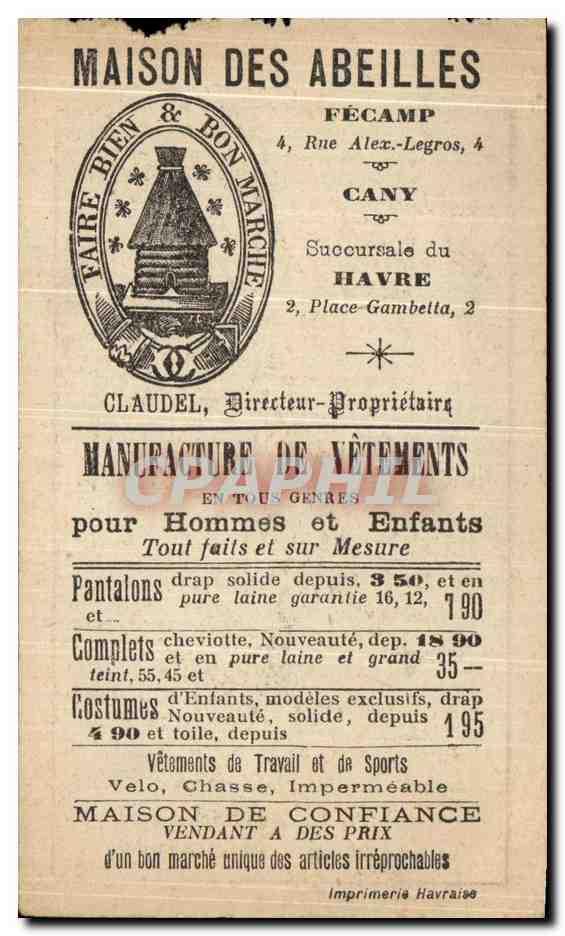 MAISON DES ABEILLES
FAIRE BIEN & BON MARCHE
FÉCAMP
4, Rue Alex.-Legros, 4
CANY
Succursale du
HAVRE
2, Place Gambetta, 2
CLAUDEL, Directeur-Propriétaire
MANUFACTURE DE VÊTEMENTS
EN TOUS GENRES
pour Hommes et Enfants
Tout faits et sur Mesure
Pantalons drap solide depuis, 3 50, et en
pure laine garantie 16, 12,
et... 7 90
Complets cheviotte, Nouveauté, dep. 18 90
et en pure laine et grand
teint, 55, 45 et 35 —
Costumes d'Enfants, modèles exclusifs, drap
Nouveauté, solide, depuis
4 90 et toile, depuis 1 95
Vêtements de Travail et de Sports
Velo, Chasse, Imperméable
MAISON DE CONFIANCE
VENDANT A DES PRIX
d'un bon marché unique des articles irréprochables
Imprimerie Havraise
CPAPHIL